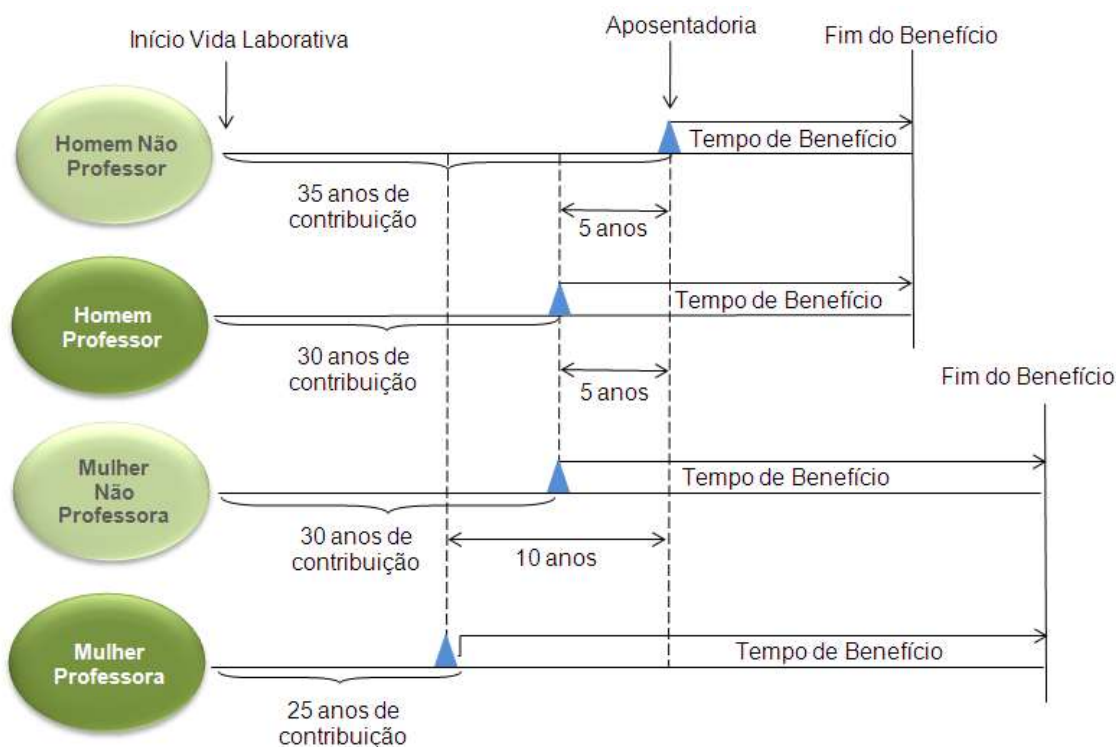 Início Vida Laborativa
Aposentadoria
Fim do Benefício
Homem Não
Professor
Tempo de Benefício
35 anos de
contribuição
5 anos
Homem
Professor
Tempo de Benefício
30 anos de
contribuição
5 anos
Fim do Benefício
Mulher
Não
Professora
Tempo de Benefício
30 anos de
contribuição
10 anos
Mulher
Professora
Tempo de Benefício
25 anos de
contribuição